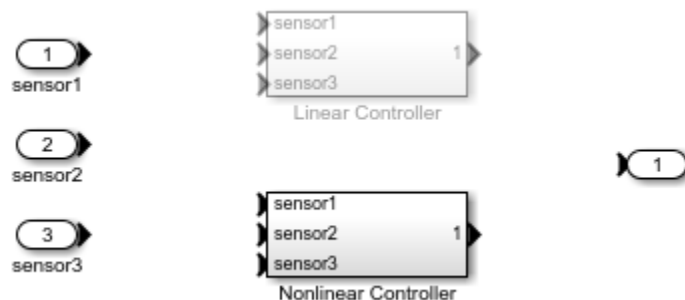 1
sensor1
2
sensor2
3
sensor3
sensor1
sensor2 1
sensor3
Linear Controller
sensor1
sensor2 1
sensor3
Nonlinear Controller
1